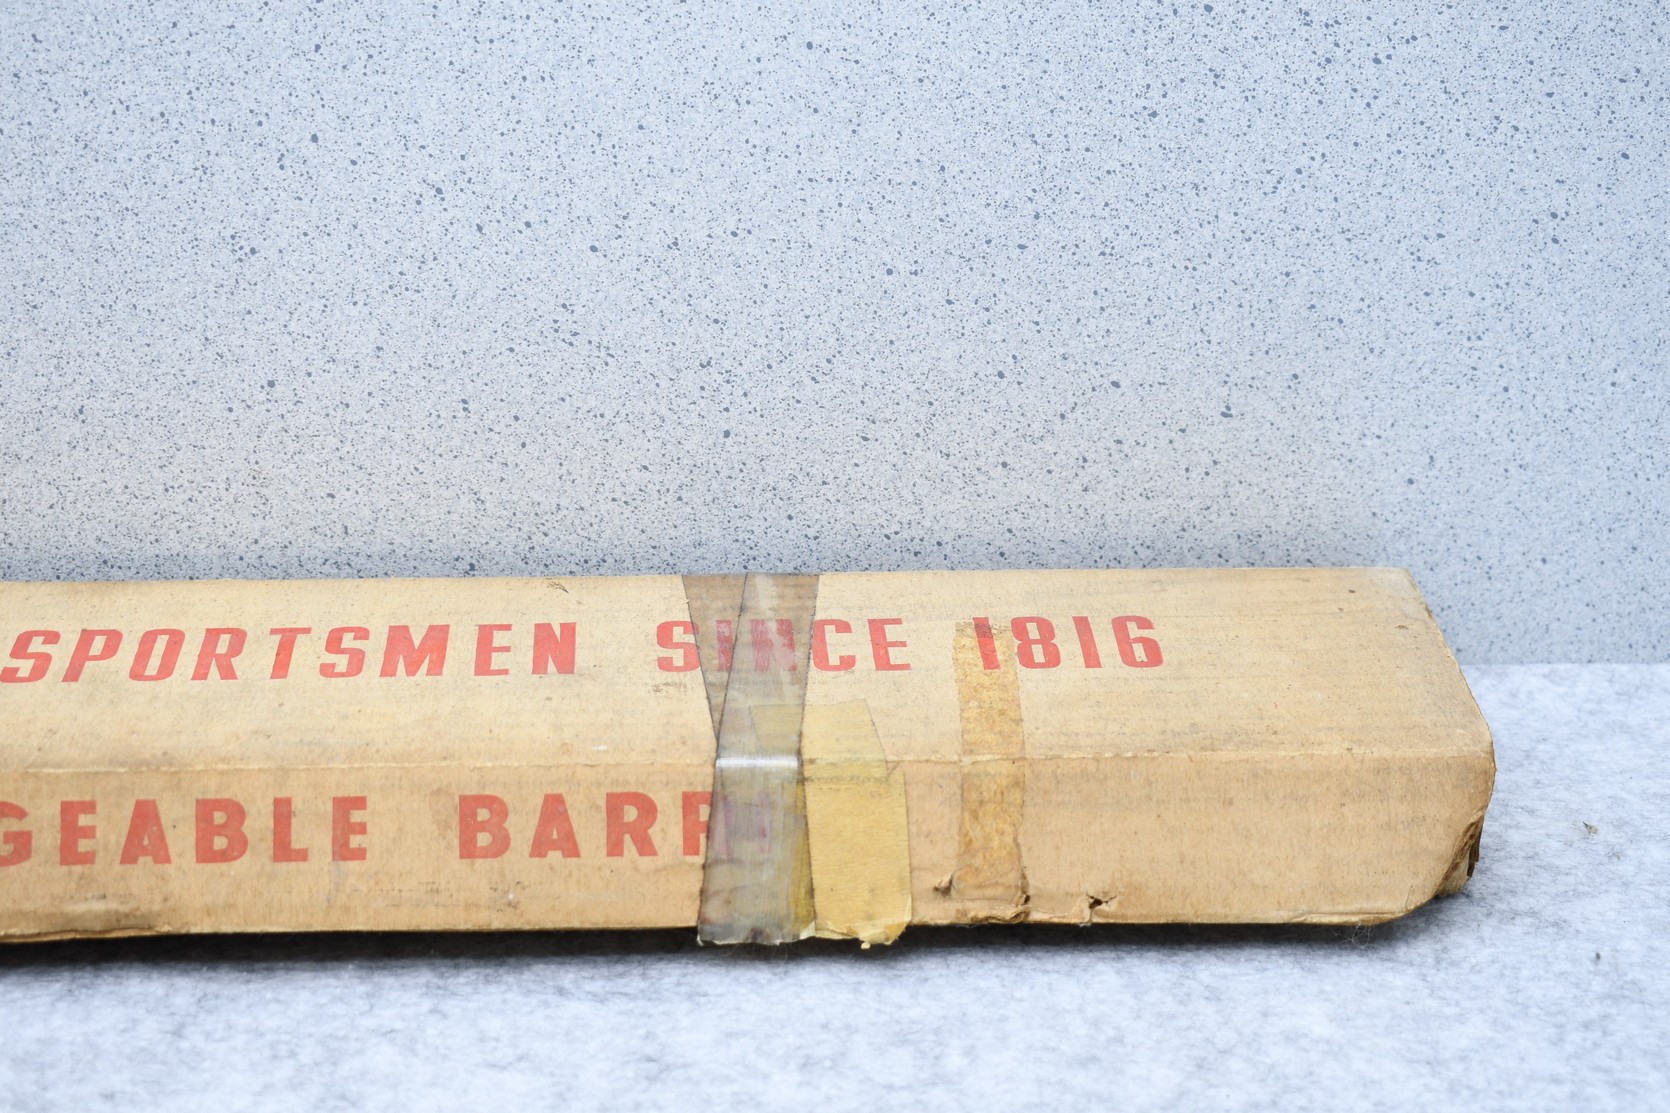 SPORTSMEN SINCE 1816
GEABLE BARR